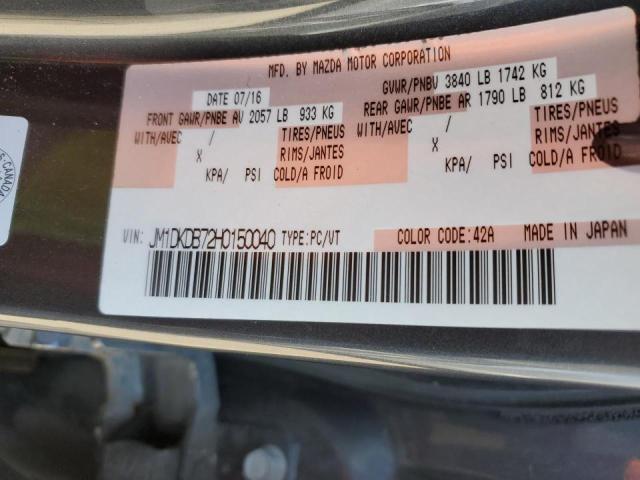 MFD. BY MAZDA MOTOR CORPORATION
DATE 07/16 GVWR/PNBV 3840 LB 1742 KG
FRONT GAWR/PNBE AV 2057 LB 933 KG REAR GAWR/PNBE AR 1790 LB 812 KG
WITH/AVEC / TIRES/PNEUS WITH/AVEC / TIRES/PNEUS
X RIMS/JANTES X RIMS/JANTES
KPA/ PSI COLD/A FROID KPA/ PSI COLD/A FROID
VIN: JM1DKDB72H0150040 TYPE:PC/VT COLOR CODE:42A MADE IN JAPAN
CANADA